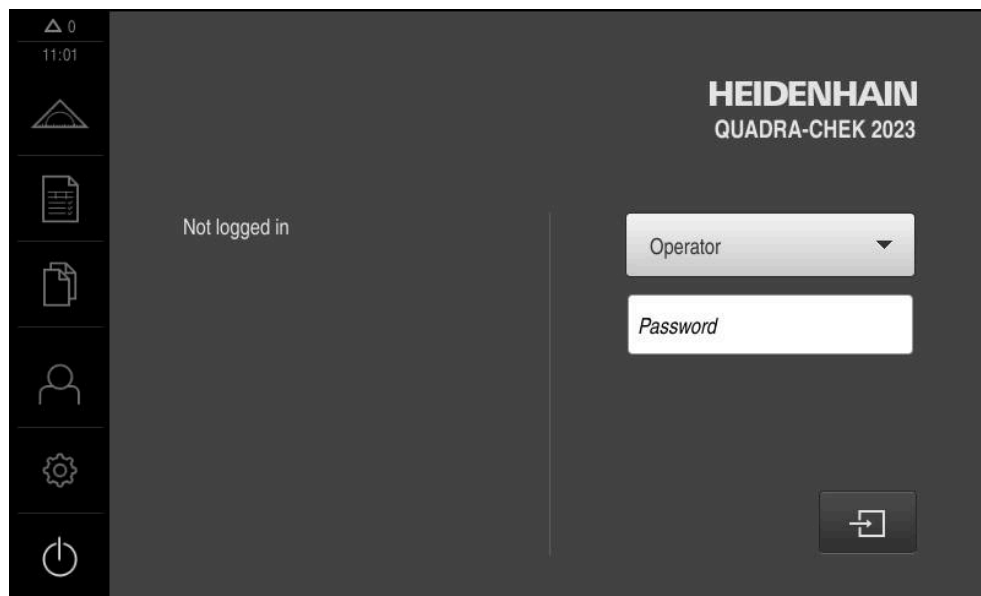 0
11:01
HEIDENHAIN
QUADRA-CHEK 2023
Not logged in
Operator
Password